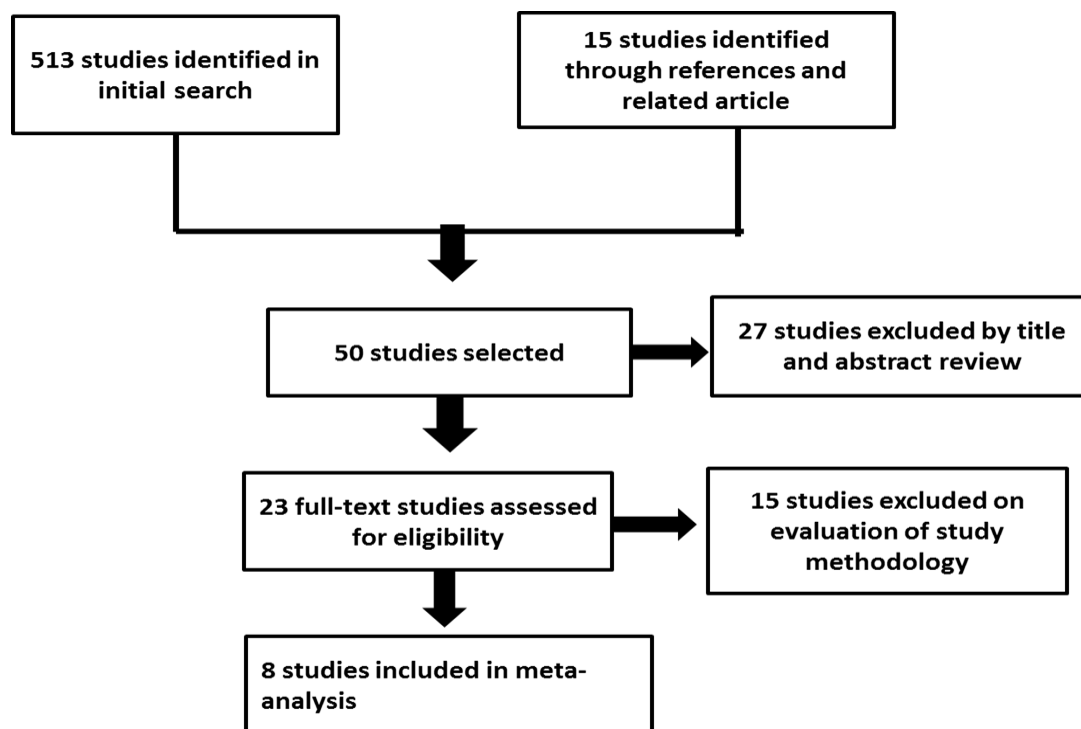 513 studies identified in
initial search
15 studies identified
through references and
related article
50 studies selected
27 studies excluded by title
and abstract review
23 full-text studies assessed
for eligibility
15 studies excluded on
evaluation of study
methodology
8 studies included in meta-
analysis